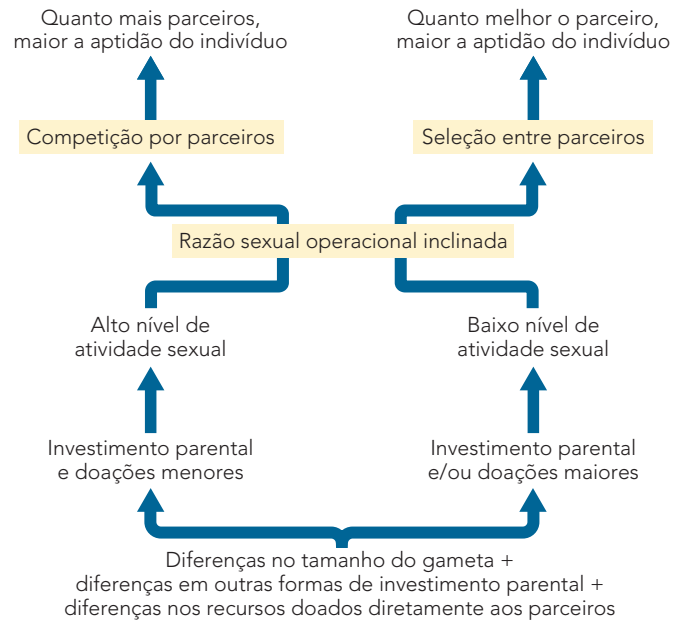 Quanto mais parceiros,
maior a aptidão do indivíduo
Quanto melhor o parceiro,
maior a aptidão do indivíduo
Competição por parceiros
Seleção entre parceiros
Razão sexual operacional inclinada
Alto nível de
atividade sexual
Baixo nível de
atividade sexual
Investimento parental
e doações menores
Investimento parental
e/ou doações maiores
Diferenças no tamanho do gameta +
diferenças em outras formas de investimento parental +
diferenças nos recursos doados diretamente aos parceiros